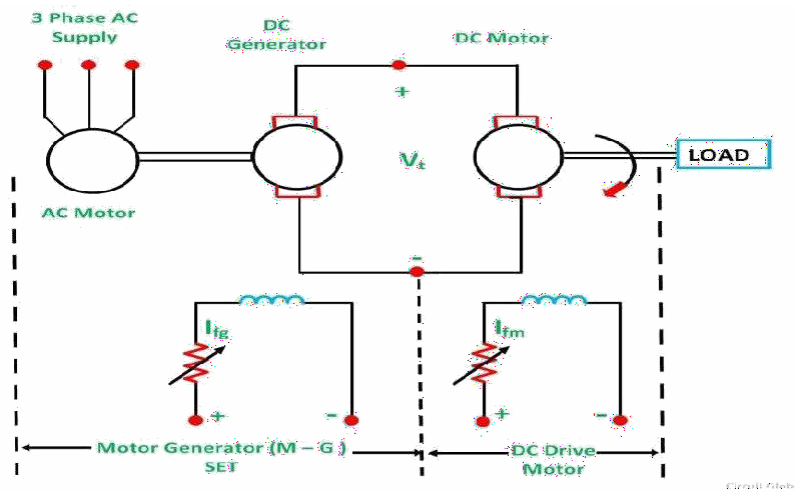 3 Phase AC
Supply
DC
Generator
DC Motor
+
Vt
LOAD
AC Motor
-
Ifg
Ifm
+
-
+
-
Motor Generator (M – G )
SET
DC Drive
Motor